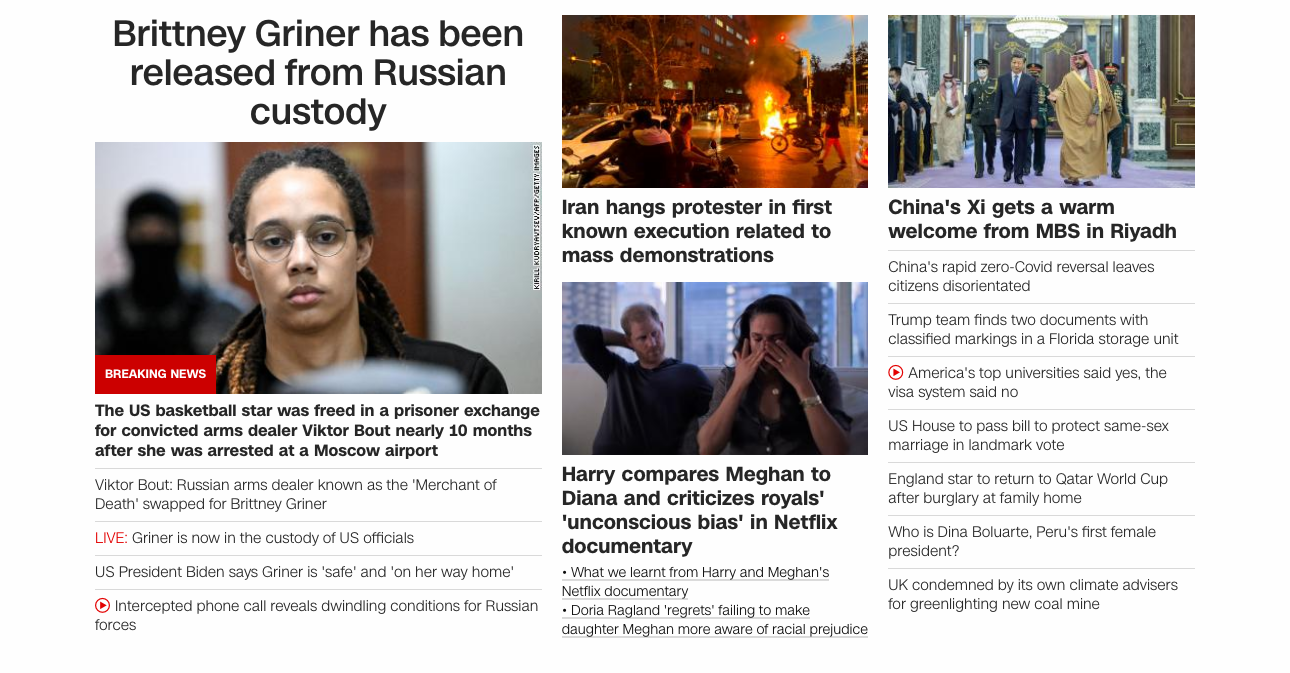 Brittney Griner has been
released from Russian
custody
KIRILL KUDRYAVTSEV/AFP/GETTY IMAGES
BREAKING NEWS
The US basketball star was freed in a prisoner exchange
for convicted arms dealer Viktor Bout nearly 10 months
after she was arrested at a Moscow airport
Viktor Bout: Russian arms dealer known as the 'Merchant of
Death' swapped for Brittney Griner
LIVE: Griner is now in the custody of US officials
US President Biden says Griner is 'safe' and 'on her way home'
Intercepted phone call reveals dwindling conditions for Russian
forces
Iran hangs protester in first
known execution related to
mass demonstrations
Harry compares Meghan to
Diana and criticizes royals'
'unconscious bias' in Netflix
documentary
• What we learnt from Harry and Meghan's
Netflix documentary
• Doria Ragland 'regrets' failing to make
daughter Meghan more aware of racial prejudice
China's Xi gets a warm
welcome from MBS in Riyadh
China's rapid zero-Covid reversal leaves
citizens disorientated
Trump team finds two documents with
classified markings in a Florida storage unit
America's top universities said yes, the
visa system said no
US House to pass bill to protect same-sex
marriage in landmark vote
England star to return to Qatar World Cup
after burglary at family home
Who is Dina Boluarte, Peru's first female
president?
UK condemned by its own climate advisers
for greenlighting new coal mine